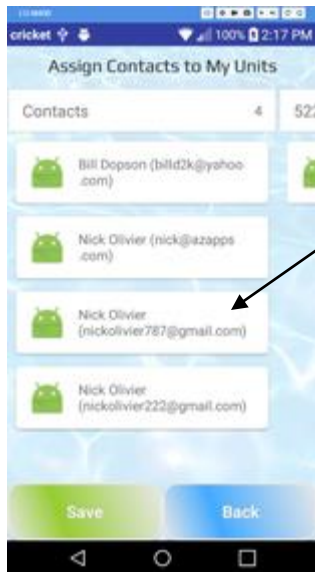 cricket 100% 2:17 PM
Assign Contacts to My Units
Contacts 4 522
Bill Dopson (billd2k@yahoo
.com)
Nick Olivier (nick@azapps
.com)
Nick Olivier
(nickolivier787@gmail.com)
Nick Olivier
(nickolivier222@gmail.com)
Save Back